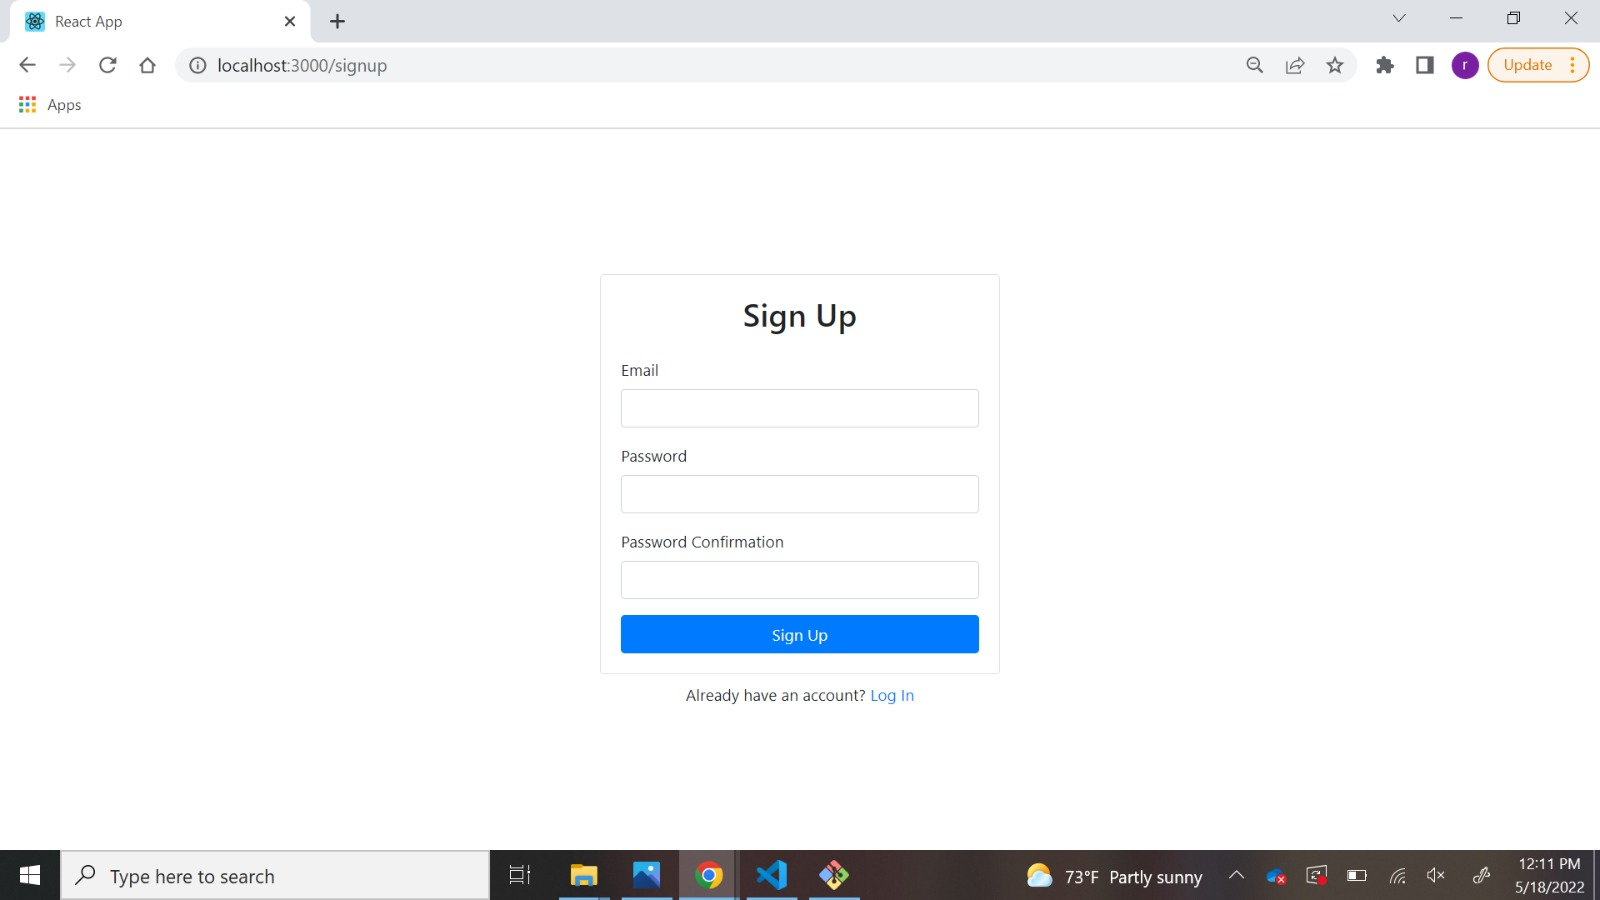 React App
localhost:3000/signup
r
Update
Apps
Sign Up
Email
Password
Password Confirmation
Sign Up
Already have an account? Log In
Type here to search
73°F Partly sunny
12:11 PM
5/18/2022